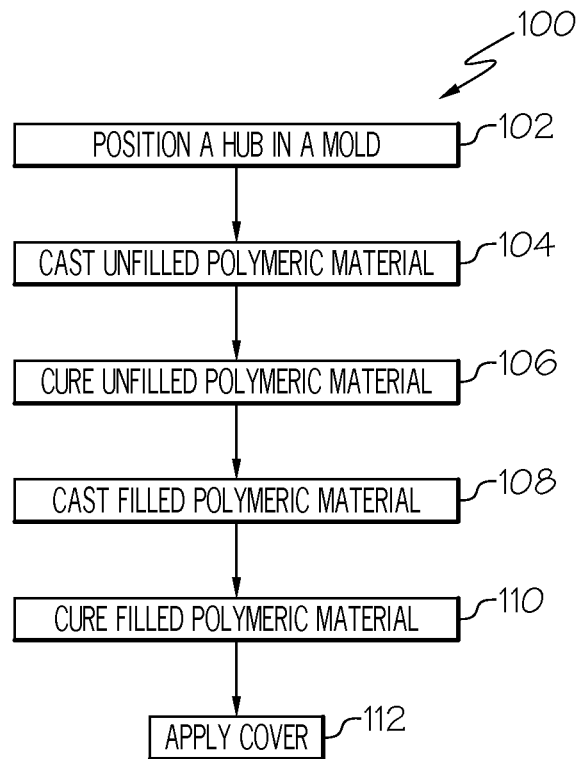 100
POSITION A HUB IN A MOLD
102
CAST UNFILLED POLYMERIC MATERIAL
104
CURE UNFILLED POLYMERIC MATERIAL
106
CAST FILLED POLYMERIC MATERIAL
108
CURE FILLED POLYMERIC MATERIAL
110
APPLY COVER
112